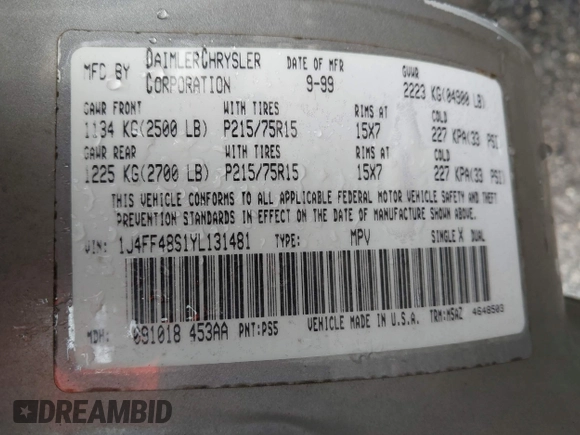 MFD BY DAIMLERCHRYSLER CORPORATION DATE OF MFR 9-99 GVWR 2223 KG(04900 LB)
GAWR FRONT WITH TIRES RIMS AT COLD
1134 KG(2500 LB) P215/75R15 15X7 227 KPA(33 PSI)
GAWR REAR WITH TIRES RIMS AT COLD
1225 KG(2700 LB) P215/75R15 15X7 227 KPA(33 PSI)
THIS VEHICLE CONFORMS TO ALL APPLICABLE FEDERAL MOTOR VEHICLE SAFETY AND THEFT
PREVENTION STANDARDS IN EFFECT ON THE DATE OF MANUFACTURE SHOWN ABOVE.
VIN: 1J4FF48S1YL131481 TYPE: MPV SINGLE X DUAL
MDH: 091018 453AA PNT:PS5 VEHICLE MADE IN U.S.A. TRM:MSAZ 4648503
DREAMBID